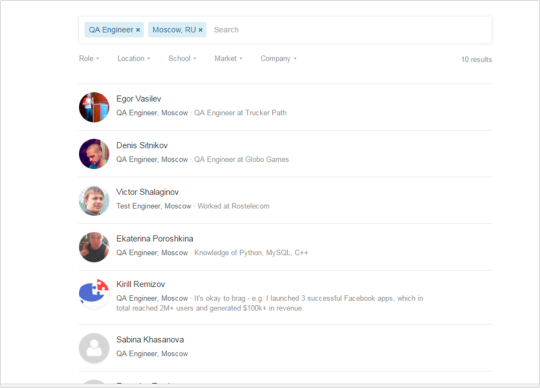 QA Engineer × Moscow, RU × Search
Role Location School Market Company 10 results
Egor Vasilev
QA Engineer, Moscow · QA Engineer at Trucker Path
Denis Sitnikov
QA Engineer, Moscow · QA Engineer at Globo Games
Victor Shalaginov
Test Engineer, Moscow · Worked at Rostelecom
Ekaterina Poroshkina
QA Engineer, Moscow · Knowledge of Python, MySQL, C++
Kirill Remizov
QA Engineer, Moscow · It's okay to brag - e.g. I launched 3 successful Facebook apps, which in
total reached 2M+ users and generated $100k+ in revenue.
Sabina Khasanova
QA Engineer, Moscow